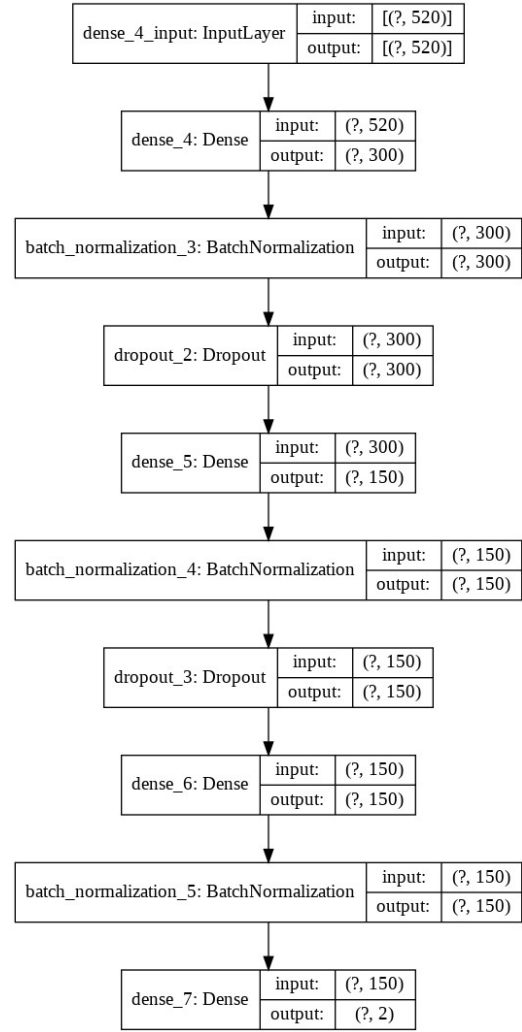 dense_4_input: InputLayer
input: [(?, 520)]
output: [(?, 520)]
dense_4: Dense
input: (?, 520)
output: (?, 300)
batch_normalization_3: BatchNormalization
input: (?, 300)
output: (?, 300)
dropout_2: Dropout
input: (?, 300)
output: (?, 300)
dense_5: Dense
input: (?, 300)
output: (?, 150)
batch_normalization_4: BatchNormalization
input: (?, 150)
output: (?, 150)
dropout_3: Dropout
input: (?, 150)
output: (?, 150)
dense_6: Dense
input: (?, 150)
output: (?, 150)
batch_normalization_5: BatchNormalization
input: (?, 150)
output: (?, 150)
dense_7: Dense
input: (?, 150)
output: (?, 2)